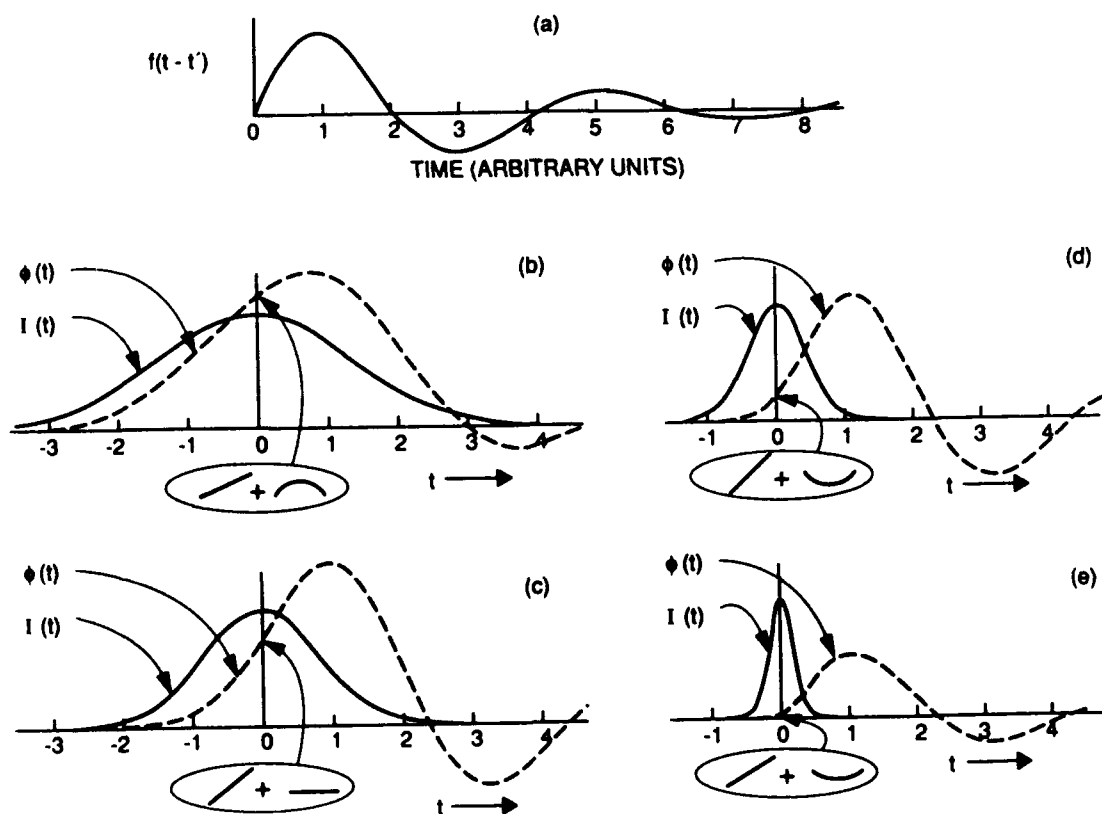 (a)
f(t - t´)
0 1 2 3 4 5 6 7 8
TIME (ARBITRARY UNITS)
ϕ (t)
I (t)
(b)
-3 -2 -1 0 1 2 3 4
+
t
ϕ (t)
I (t)
(d)
-1 0 1 2 3 4
+
t
ϕ (t)
I (t)
(c)
-3 -2 -1 0 1 2 3 4
+
t
ϕ (t)
I (t)
(e)
-1 0 1 2 3 4
+
t